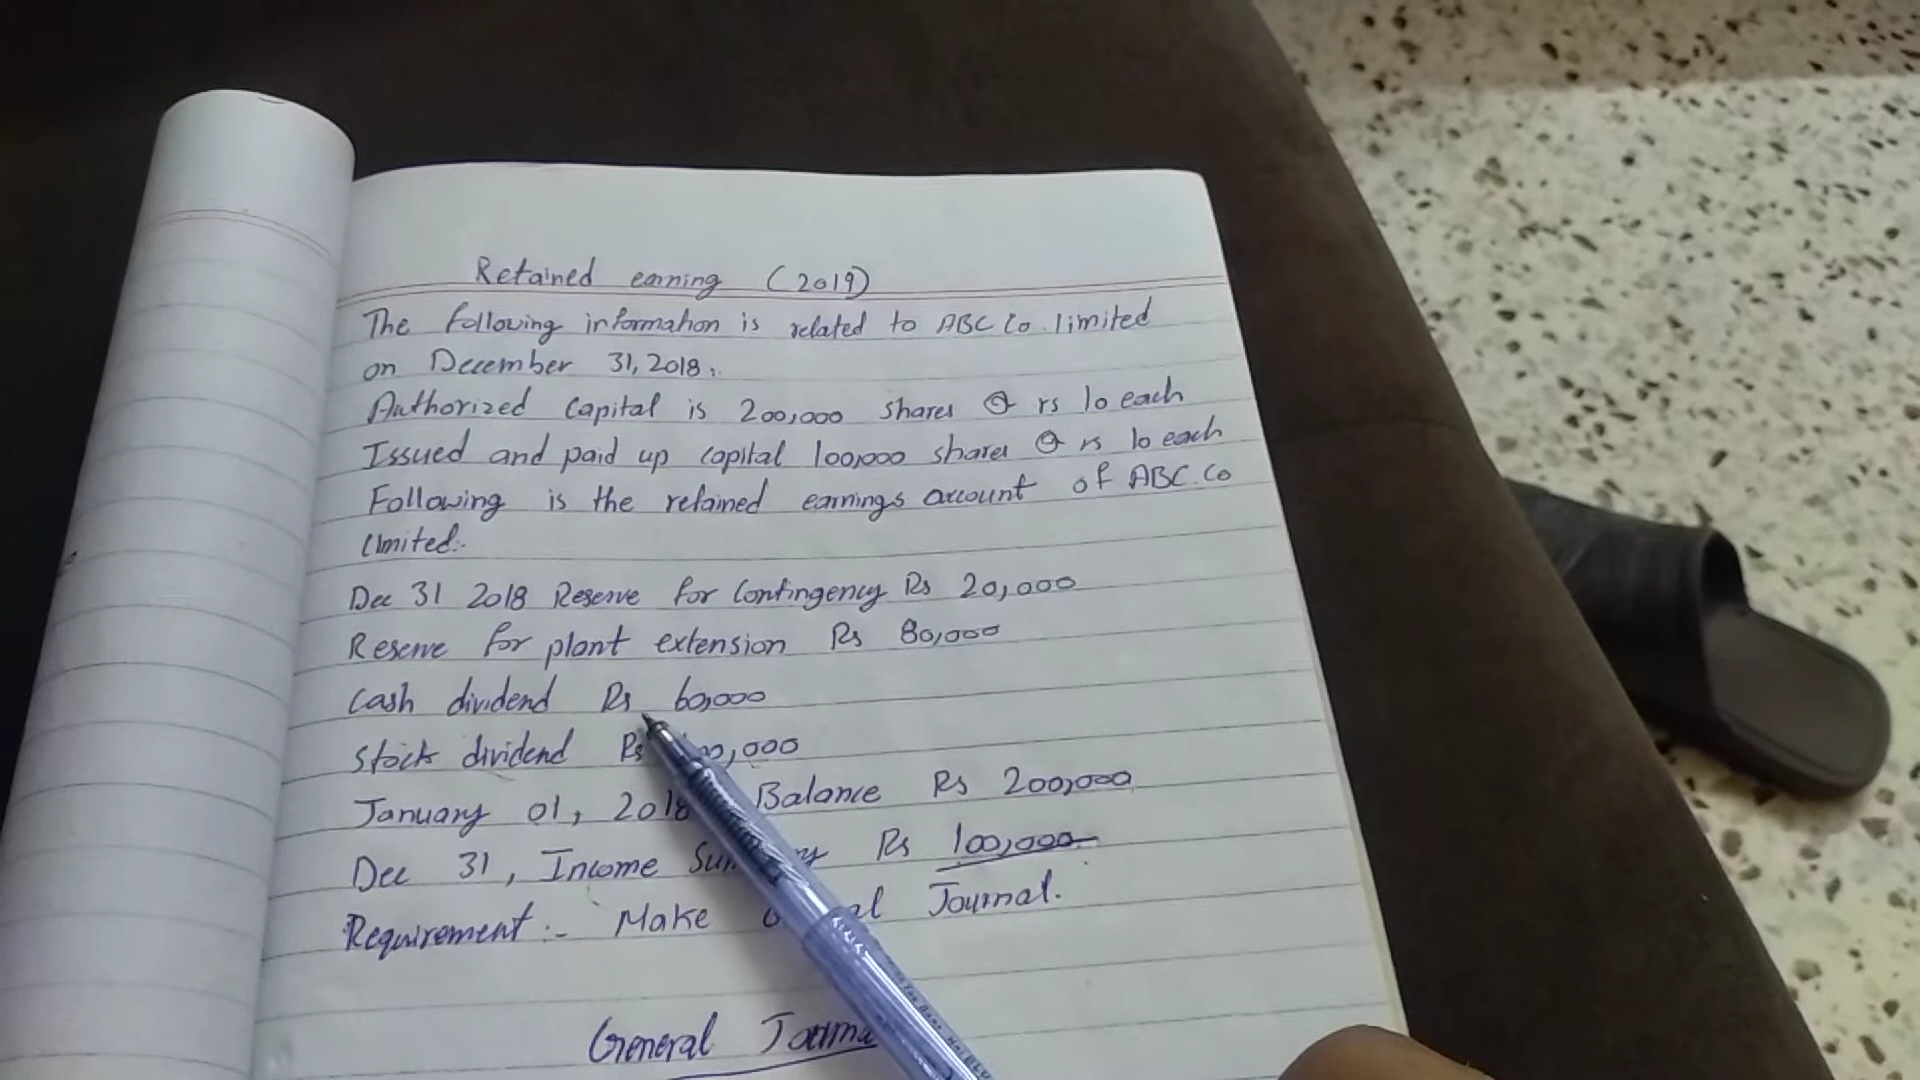 Retained earning (2019)
The following information is related to ABC Co. limited
on December 31, 2018.
Authorized Capital is 200,000 shares @ rs 10 each
Issued and paid up capital 100,000 shares @ rs 10 each
Following is the retained earnings account of ABC. Co
limited:-
Dec 31 2018 Reserve for Contingency Rs 20,000
Reserve for plant extension Rs 80,000
Cash dividend Rs 60,000
Stock dividend Rs
January 01, 2018 Balance Rs 200,000
Dec 31, Income Rs 100,000
Requirement:- Make Journal.
General